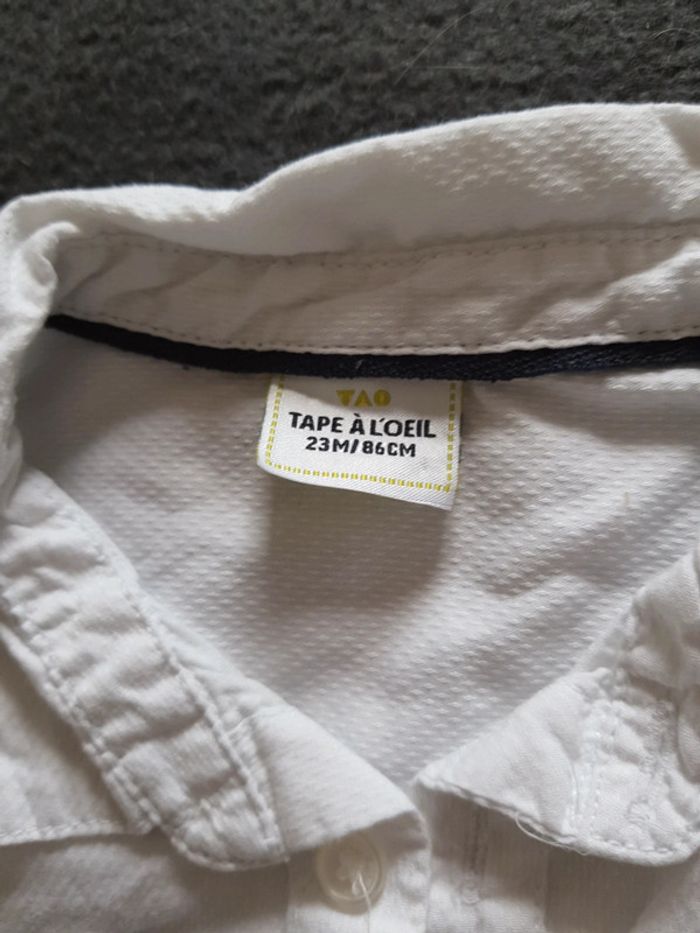 TAO
TAPE À L'OEIL
23M/86CM